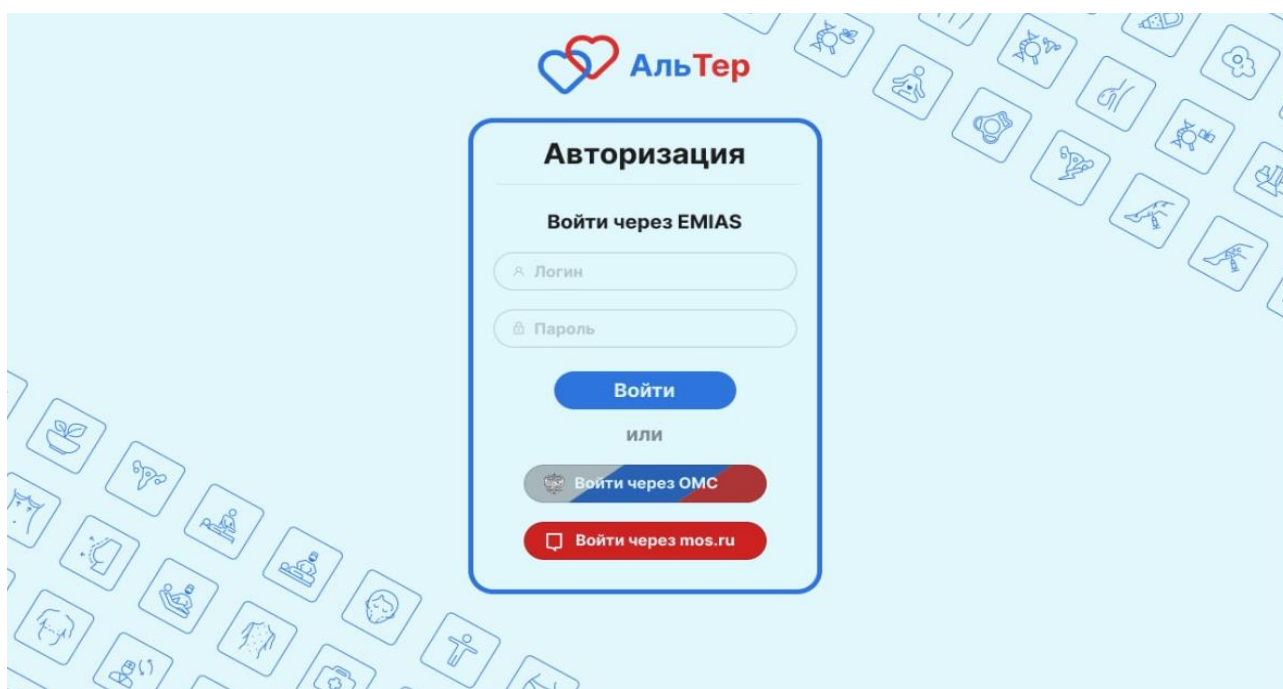 АльТер
Авторизация
Войти через EMIAS
Логин
Пароль
Войти
или
Войти через ОМС
Войти через mos.ru